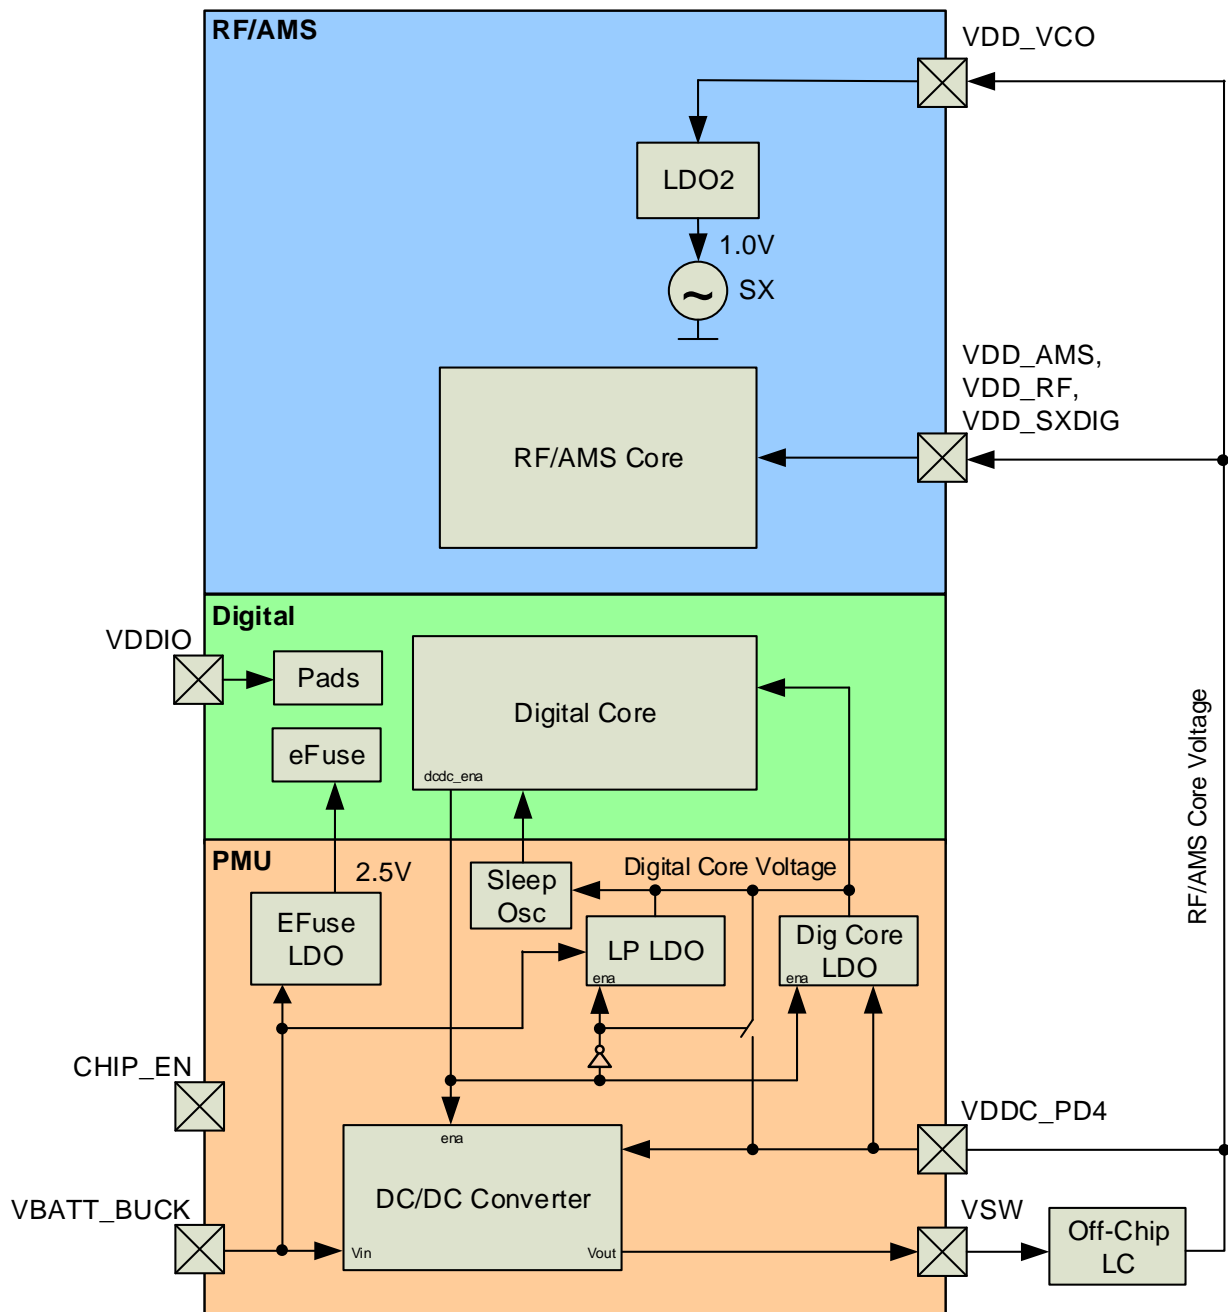 RF/AMS
VDD_VCO
LDO2
1.0V
SX
~
VDD_AMS,
VDD_RF,
VDD_SXDIG
RF/AMS Core
Digital
VDDIO
Pads
Digital Core
eFuse
dcdc_ena
RF/AMS Core Voltage
PMU
2.5V
Sleep
Osc
Digital Core Voltage
EFuse
LDO
LP LDO
ena
Dig Core
LDO
ena
CHIP_EN
VDDC_PD4
ena
DC/DC Converter
VBATT_BUCK
Vin
Vout
VSW
Off-Chip
LC